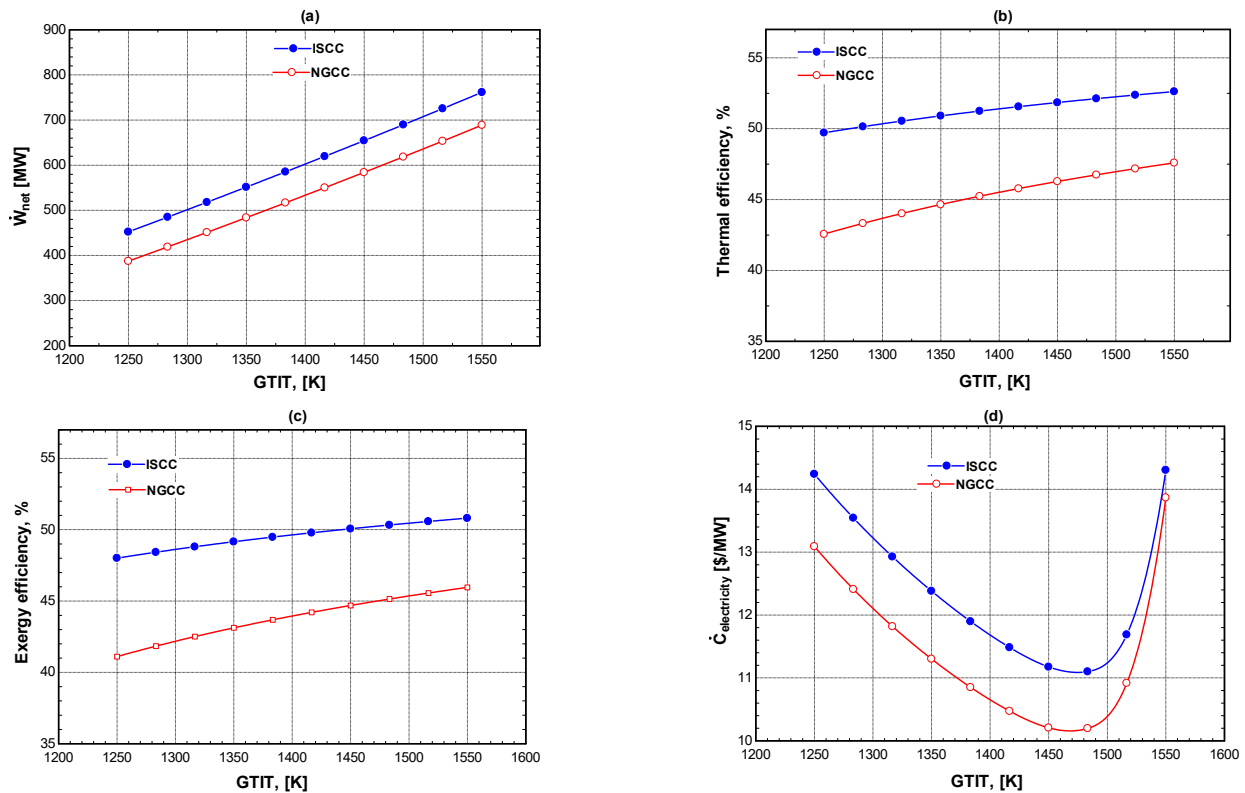 (a)
900
800
700
600
500
400
300
200
Ẇnet [MW]
ISCC
NGCC
1200 1250 1300 1350 1400 1450 1500 1550
GTIT, [K]
(b)
55
50
45
40
35
Thermal efficiency, %
ISCC
NGCC
1200 1250 1300 1350 1400 1450 1500 1550
GTIT, [K]
(c)
55
50
45
40
35
Exergy efficiency, %
ISCC
NGCC
1200 1250 1300 1350 1400 1450 1500 1550 1600
GTIT, [K]
(d)
15
14
13
12
11
10
Ċelectricity [$/MW]
ISCC
NGCC
1200 1250 1300 1350 1400 1450 1500 1550 1600
GTIT, [K]